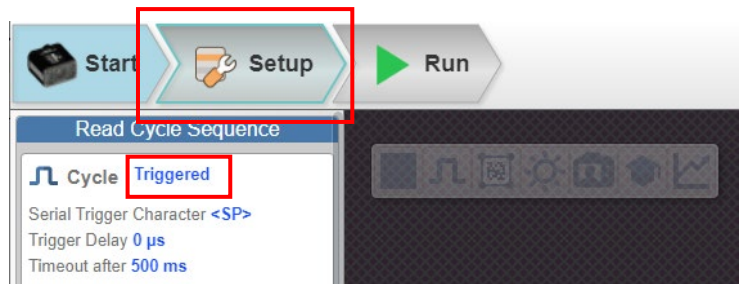 Start Setup Run
Read Cycle Sequence
Cycle Triggered
Serial Trigger Character <SP>
Trigger Delay 0 µs
Timeout after 500 ms